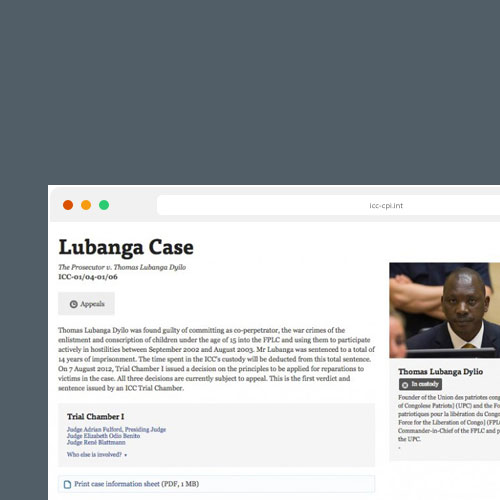 icc-cpi.int
Lubanga Case
The Prosecutor v. Thomas Lubanga Dyilo
ICC-01/04-01/06
Appeals
Thomas Lubanga Dyilo was found guilty of committing as co-perpetrator, the war crimes of the
enlistment and conscription of children under the age of 15 into the FPLC and using them to participate
actively in hostilities between September 2002 and August 2003. Mr Lubanga was sentenced to a total of
14 years of imprisonment. The time spent in the ICC's custody will be deducted from this total sentence.
On 7 August 2012, Trial Chamber I issued a decision on the principles to be applied for reparations to
victims in the case. All three decisions are currently subject to appeal. This is the first verdict and
sentence issued by an ICC Trial Chamber.
Thomas Lubanga Dylio
In custody
Founder of the Union des patriotes cong
of Congolese Patriots) (UPC) and the Fo
patriotiques pour la libération du Congo
Force for the Liberation of Congo) (FPL
Commander-in-Chief of the FPLC and p
the UPC.
Trial Chamber I
Judge Adrian Fulford, Presiding Judge
Judge Elizabeth Odio Benito
Judge René Blattmann
Who else is involved?
Print case information sheet (PDF, 1 MB)